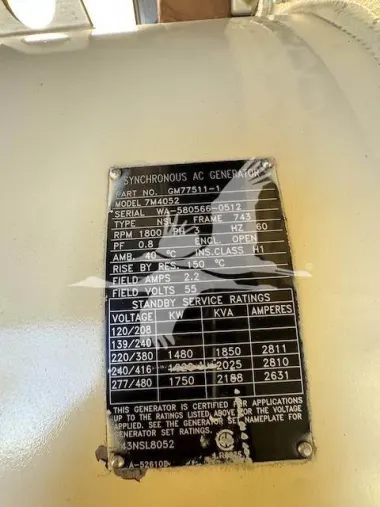 SYNCHRONOUS AC GENERATOR
PART NO. GM77511-1
MODEL 7M4052
SERIAL WA-580566-0512
TYPE NSL FRAME 743
RPM 1800 PH 3 HZ 60
PF 0.8 ENCL. OPEN
AMB. 40 °C INS.CLASS H1
RISE BY RES. 150 °C
FIELD AMPS 2.2
FIELD VOLTS 55
STANDBY SERVICE RATINGS
VOLTAGE KW KVA AMPERES
120/208
139/240
220/380 1480 1850 2811
240/416 2025 2810
277/480 1750 2188 2631
THIS GENERATOR IS CERTIFIED FOR APPLICATIONS
UP TO THE RATINGS LISTED ABOVE FOR THE VOLTAGE
APPLIED. SEE THE GENERATOR SET NAMEPLATE FOR
GENERATOR SET RATINGS.
743NSL8052
A-52610